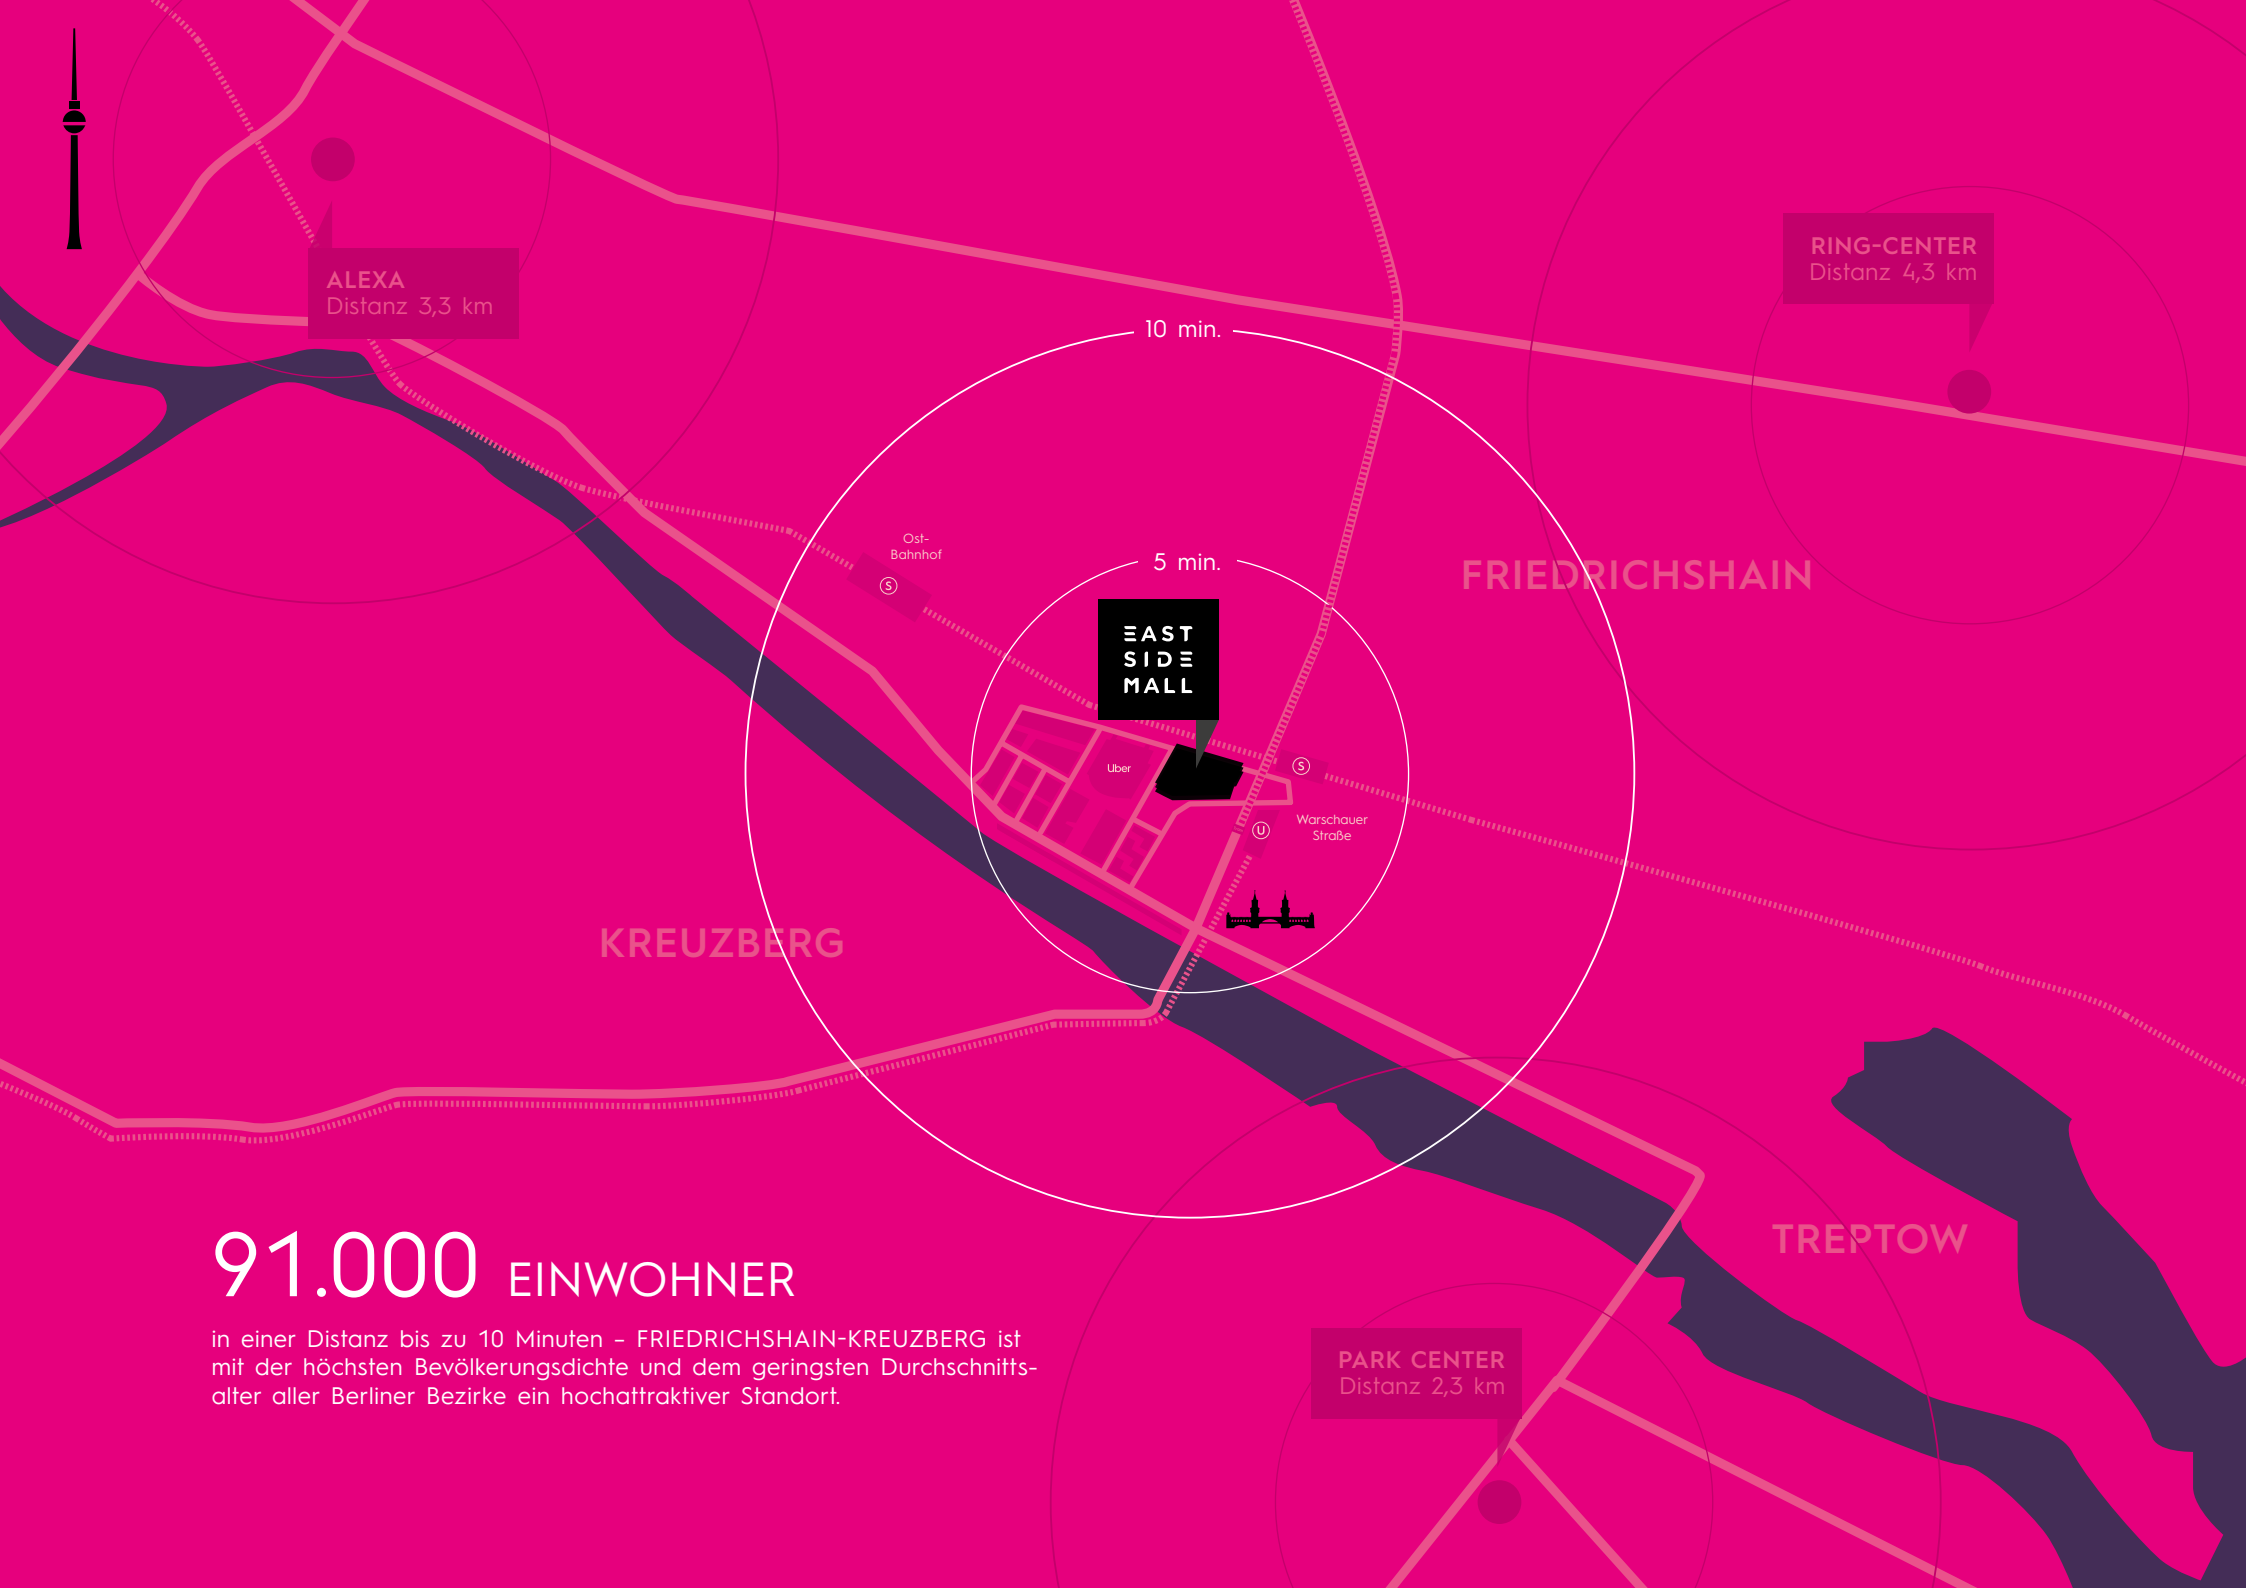 ALEXA
Distanz 3,3 km
RING-CENTER
Distanz 4,3 km
10 min.
Ost-
Bahnhof
S
5 min.
FRIEDRICHSHAIN
EAST
SIDE
MALL
Uber
S
Warschauer
Straße
U
KREUZBERG
TREPTOW
91.000 EINWOHNER
in einer Distanz bis zu 10 Minuten – FRIEDRICHSHAIN-KREUZBERG ist
mit der höchsten Bevölkerungsdichte und dem geringsten Durchschnitts-
alter aller Berliner Bezirke ein hochattraktiver Standort.
PARK CENTER
Distanz 2,3 km